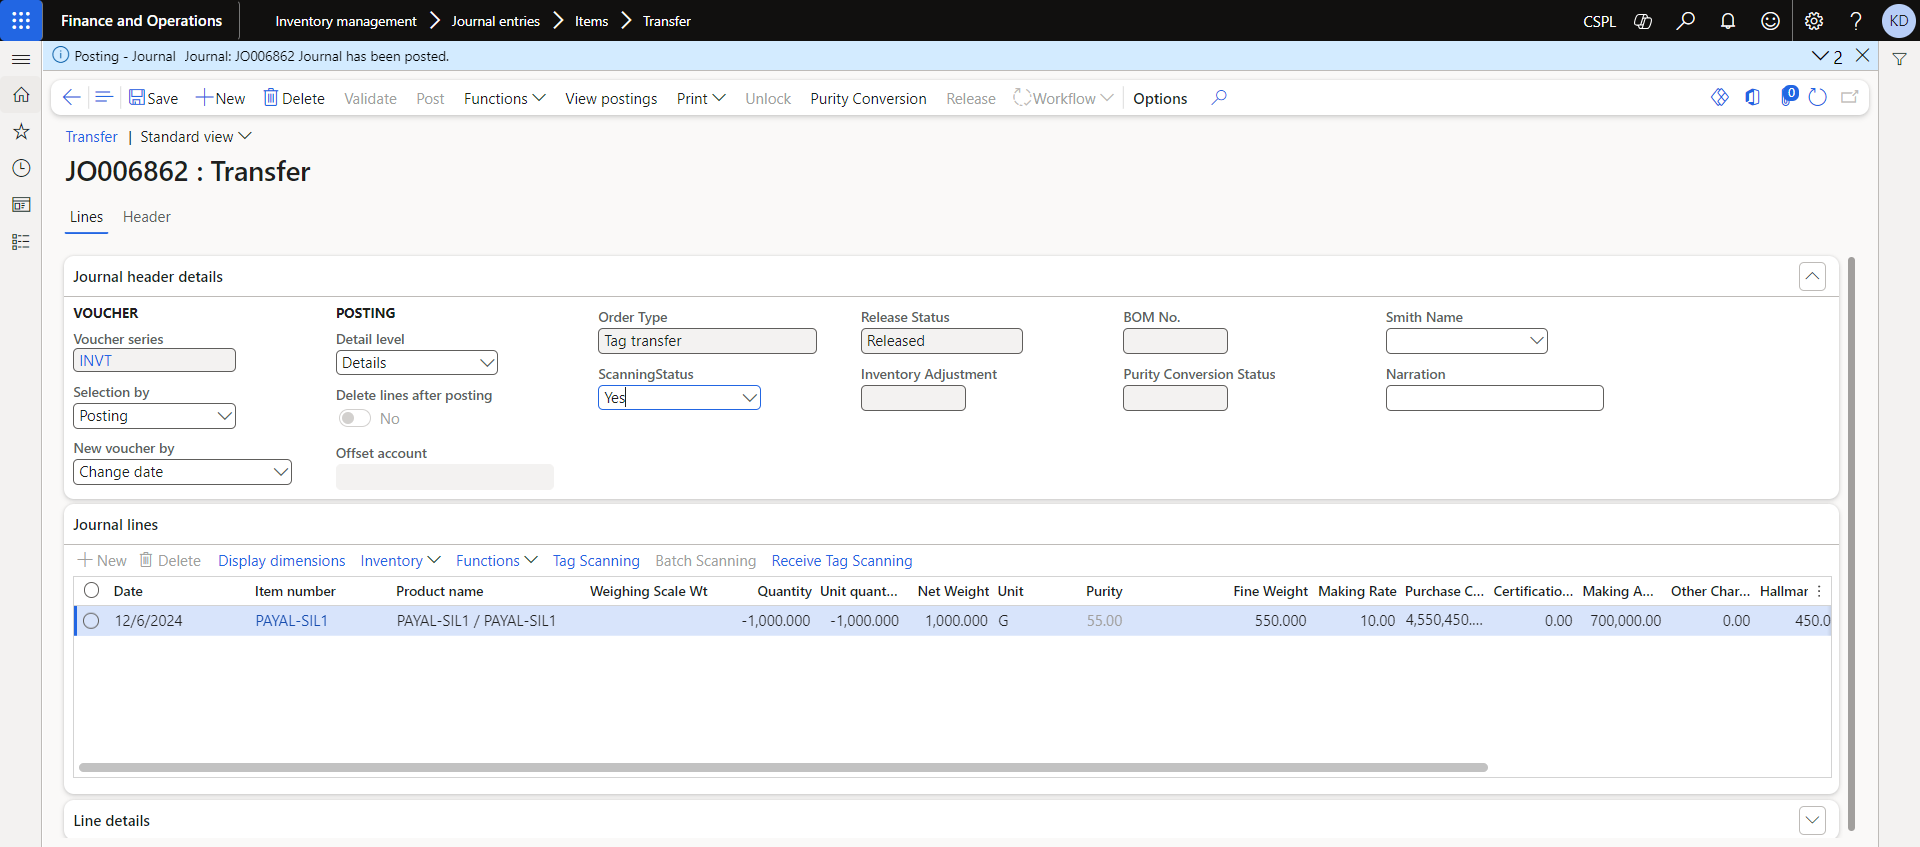 Finance and Operations
Inventory management > Journal entries > Items > Transfer
CSPL
KD
Posting - Journal Journal: JO006862 Journal has been posted.
2
Save New Delete Validate Post Functions View postings Print Unlock Purity Conversion Release Workflow Options
0
Transfer | Standard view
JO006862 : Transfer
Lines Header
Journal header details
VOUCHER
Voucher series
INVT
Selection by
Posting
New voucher by
Change date
POSTING
Detail level
Details
Delete lines after posting
No
Offset account
Order Type
Tag transfer
ScanningStatus
Yes
Release Status
Released
Inventory Adjustment
BOM No.
Purity Conversion Status
Smith Name
Narration
Journal lines
New Delete Display dimensions Inventory Functions Tag Scanning Batch Scanning Receive Tag Scanning
Date Item number Product name Weighing Scale Wt Quantity Unit quant... Net Weight Unit Purity Fine Weight Making Rate Purchase C... Certificatio... Making A... Other Char... Hallmar
12/6/2024 PAYAL-SIL1 PAYAL-SIL1 / PAYAL-SIL1 -1,000.000 -1,000.000 1,000.000 G 55.00 550.000 10.00 4,550,450.... 0.00 700,000.00 0.00 450.0
Line details